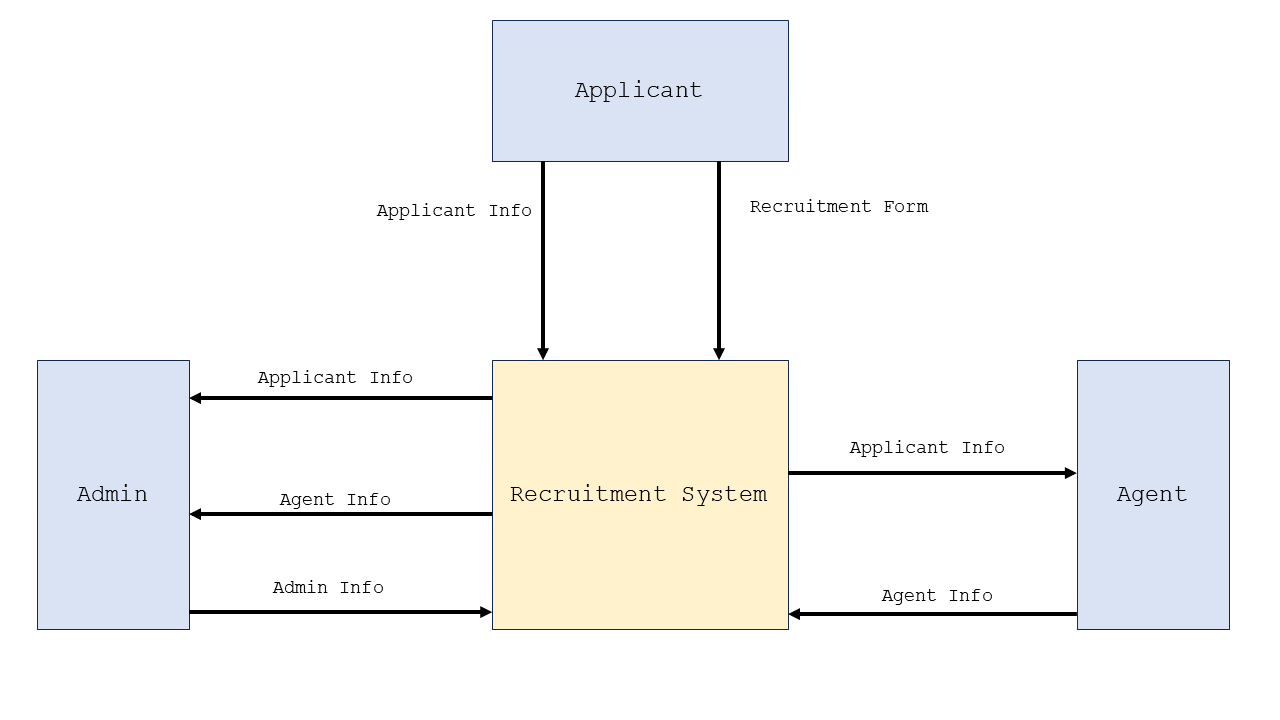 Applicant
Applicant Info
Recruitment Form
Applicant Info
Applicant Info
Admin
Agent Info
Recruitment System
Agent
Admin Info
Agent Info